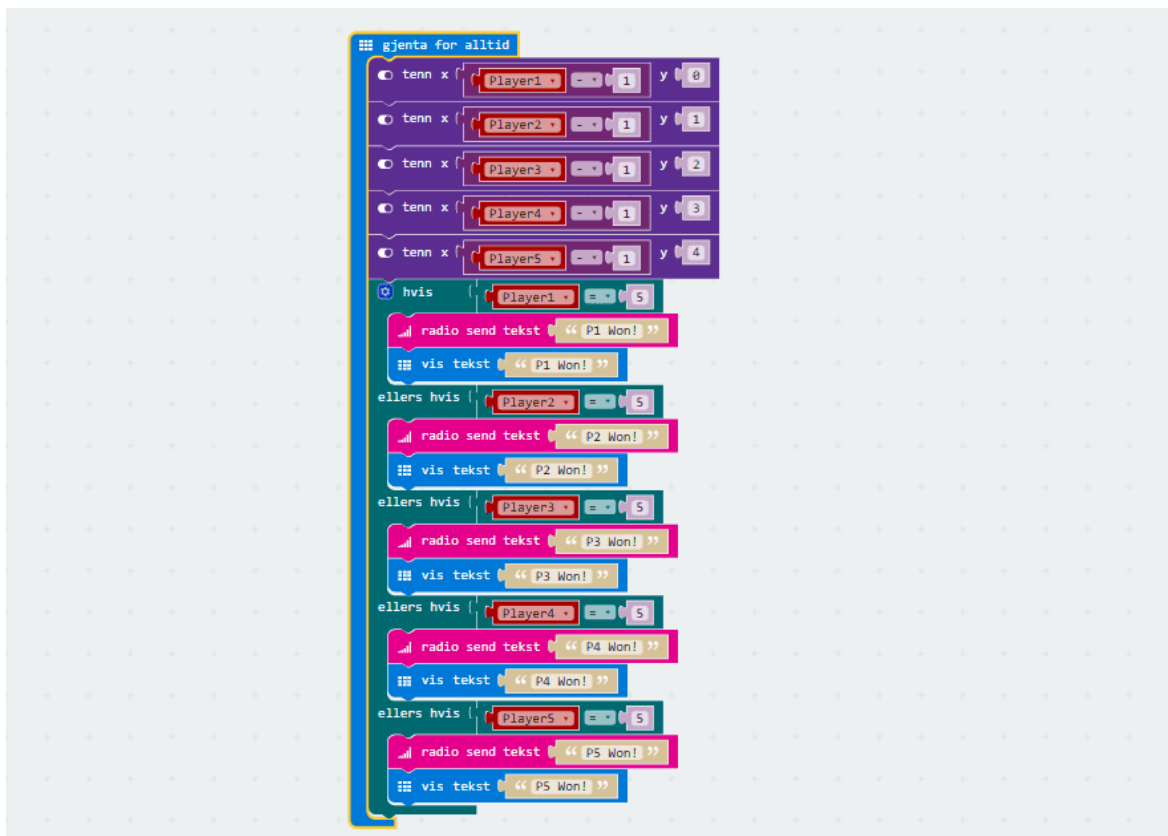 gjenta for alltid
tenn x Player1 - 1 y 0
tenn x Player2 - 1 y 1
tenn x Player3 - 1 y 2
tenn x Player4 - 1 y 3
tenn x Player5 - 1 y 4
hvis Player1 = 5
radio send tekst “ P1 Won! ”
vis tekst “ P1 Won! ”
ellers hvis Player2 = 5
radio send tekst “ P2 Won! ”
vis tekst “ P2 Won! ”
ellers hvis Player3 = 5
radio send tekst “ P3 Won! ”
vis tekst “ P3 Won! ”
ellers hvis Player4 = 5
radio send tekst “ P4 Won! ”
vis tekst “ P4 Won! ”
ellers hvis Player5 = 5
radio send tekst “ P5 Won! ”
vis tekst “ P5 Won! ”